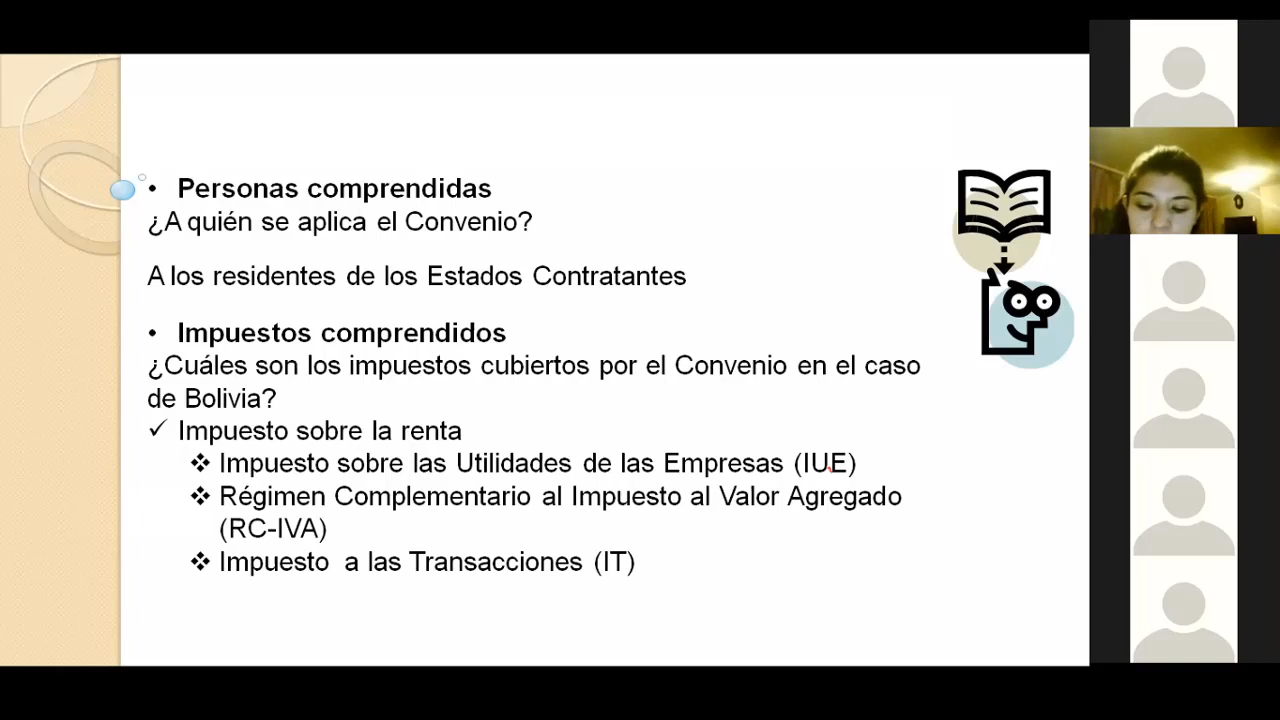 • Personas comprendidas
¿A quién se aplica el Convenio?
A los residentes de los Estados Contratantes
• Impuestos comprendidos
¿Cuáles son los impuestos cubiertos por el Convenio en el caso
de Bolivia?
✓ Impuesto sobre la renta
❖ Impuesto sobre las Utilidades de las Empresas (IUE)
❖ Régimen Complementario al Impuesto al Valor Agregado
(RC-IVA)
❖ Impuesto a las Transacciones (IT)